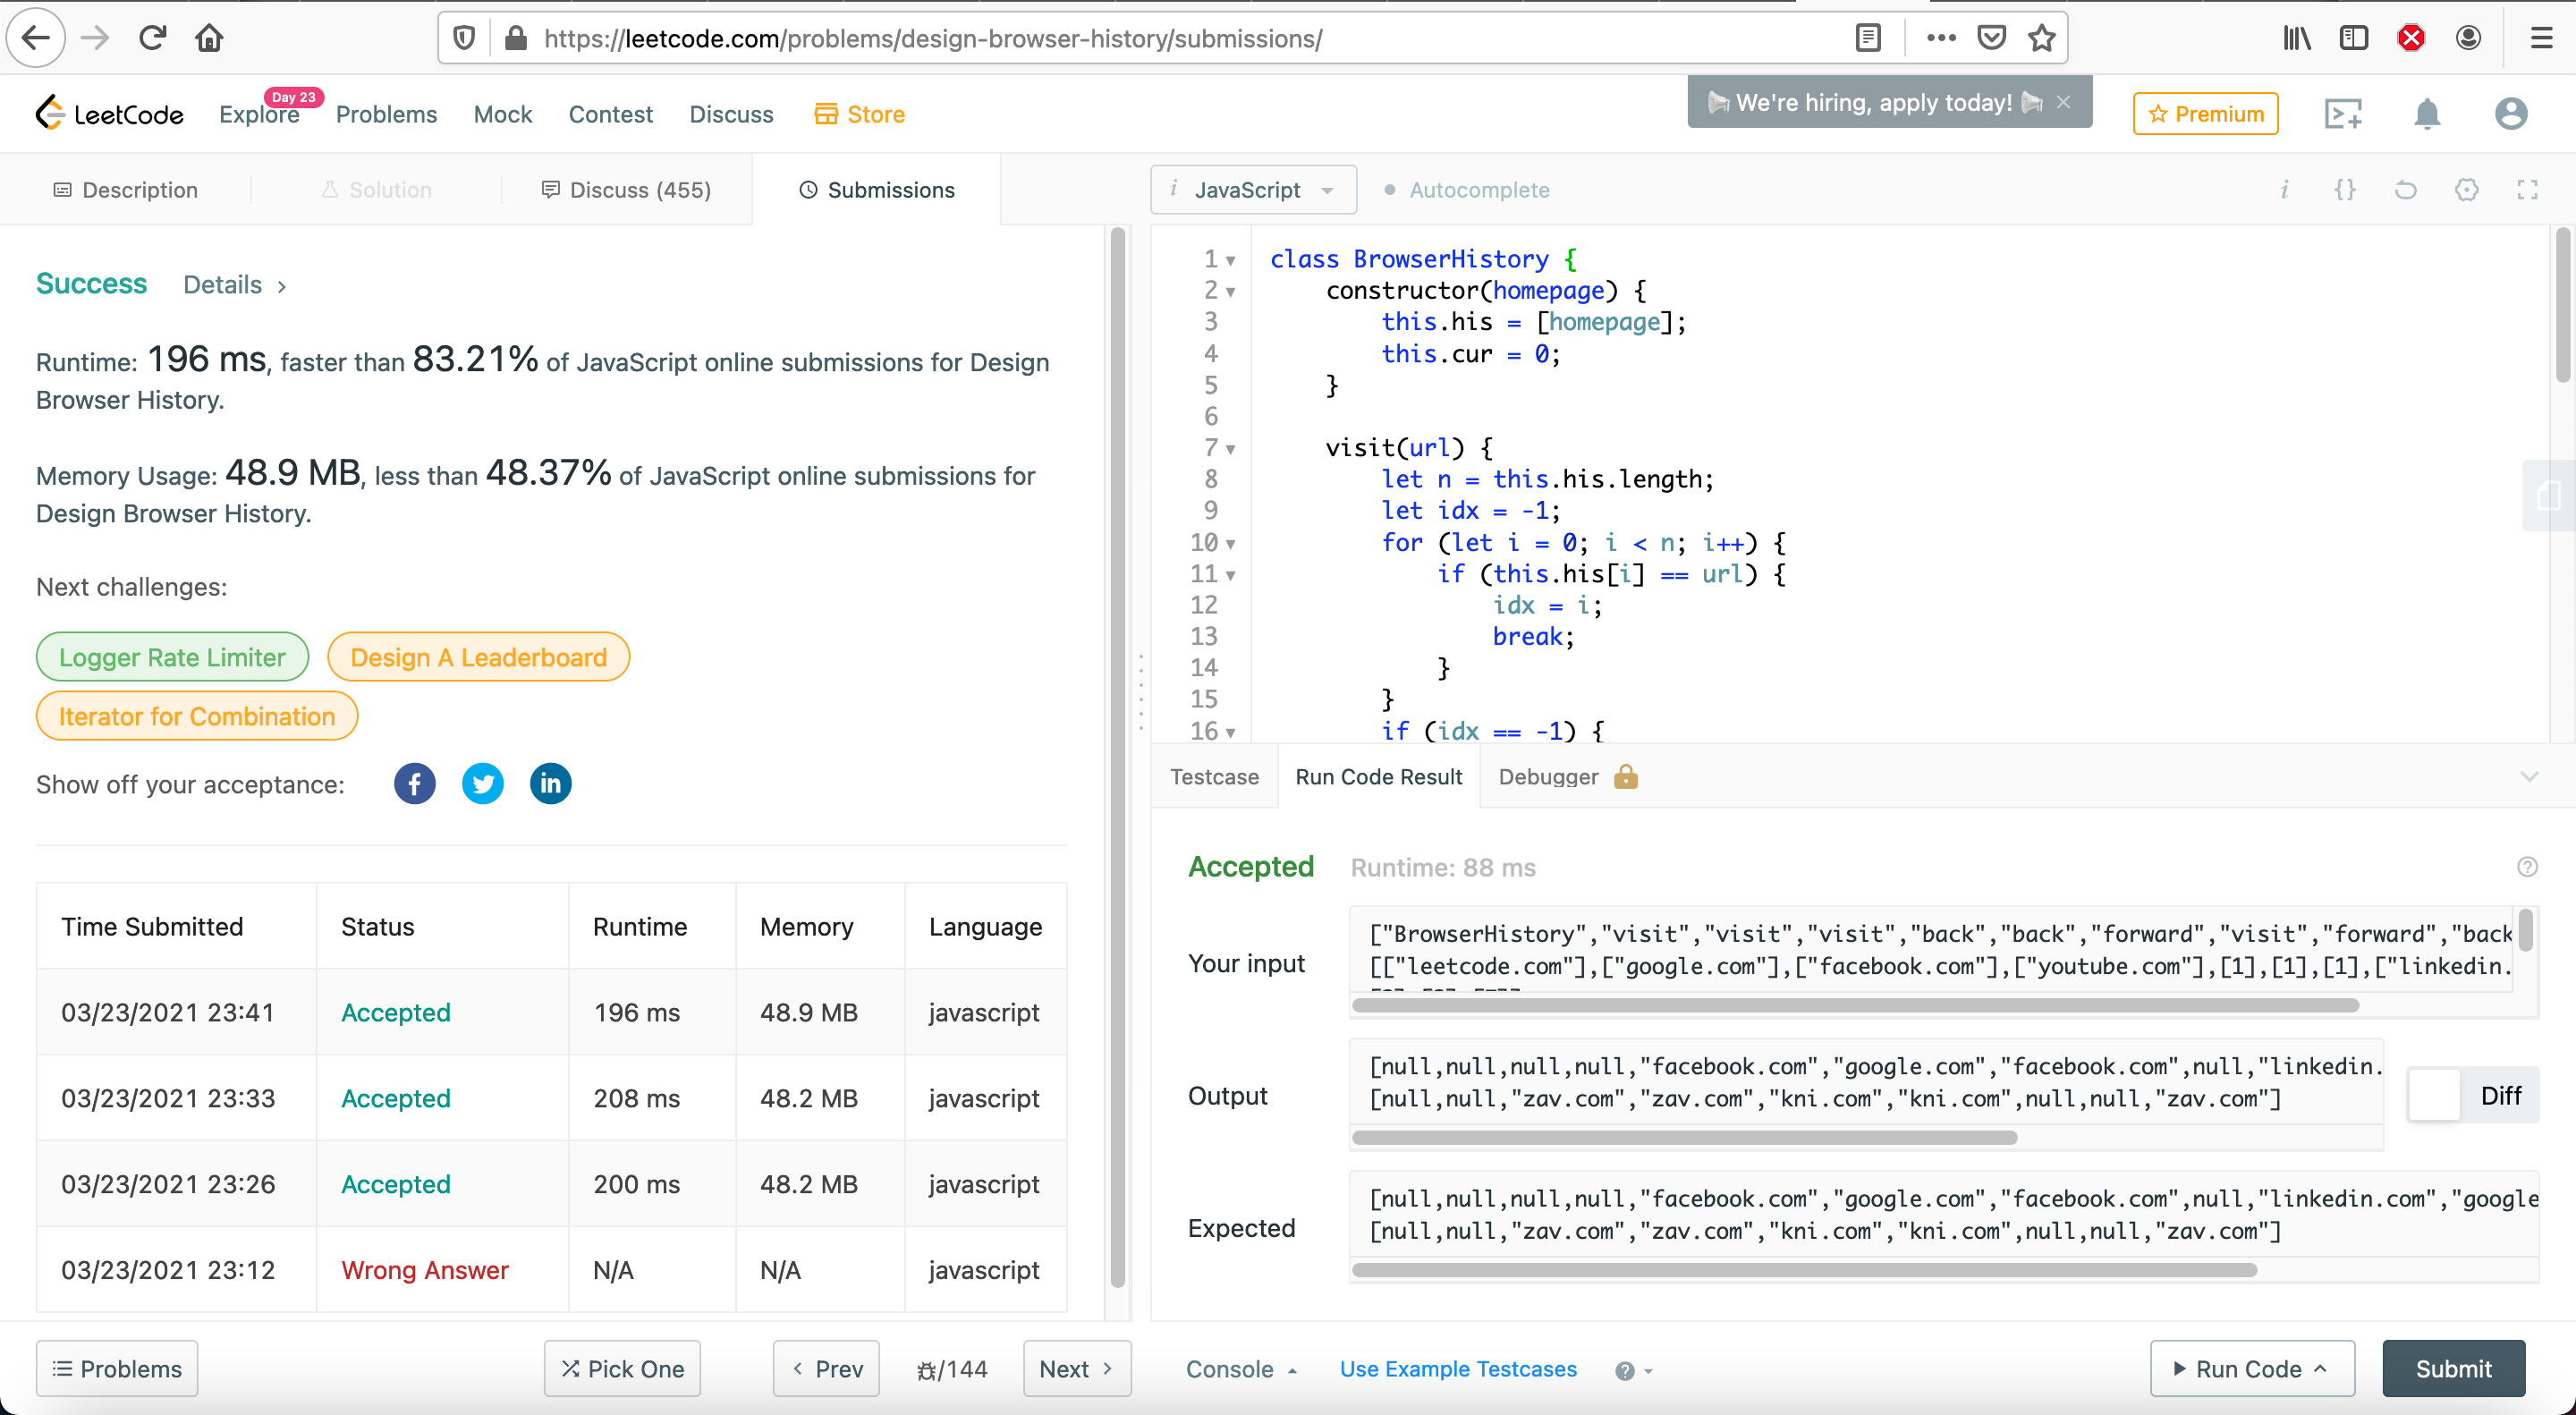 https://leetcode.com/problems/design-browser-history/submissions/
LeetCode
Explore
Day 23
Problems
Mock
Contest
Discuss
Store
We're hiring, apply today!
Premium
Description
Solution
Discuss (455)
Submissions
i JavaScript
Autocomplete
Success
Details
Runtime: 196 ms, faster than 83.21% of JavaScript online submissions for Design
Browser History.
Memory Usage: 48.9 MB, less than 48.37% of JavaScript online submissions for
Design Browser History.
Next challenges:
Logger Rate Limiter
Design A Leaderboard
Iterator for Combination
Show off your acceptance:
Time Submitted Status Runtime Memory Language
03/23/2021 23:41 Accepted 196 ms 48.9 MB javascript
03/23/2021 23:33 Accepted 208 ms 48.2 MB javascript
03/23/2021 23:26 Accepted 200 ms 48.2 MB javascript
03/23/2021 23:12 Wrong Answer N/A N/A javascript
1 class BrowserHistory {
2 constructor(homepage) {
3 this.his = [homepage];
4 this.cur = 0;
5 }
6
7 visit(url) {
8 let n = this.his.length;
9 let idx = -1;
10 for (let i = 0; i < n; i++) {
11 if (this.his[i] == url) {
12 idx = i;
13 break;
14 }
15 }
16 if (idx == -1) {
Testcase
Run Code Result
Debugger
Accepted
Runtime: 88 ms
Your input
["BrowserHistory","visit","visit","visit","back","back","forward","visit","forward","back
[["leetcode.com"],["google.com"],["facebook.com"],["youtube.com"],[1],[1],[1],["linkedin.
Output
[null,null,null,null,"facebook.com","google.com","facebook.com",null,"linkedin.
[null,null,"zav.com","zav.com","kni.com","kni.com",null,null,"zav.com"]
Diff
Expected
[null,null,null,null,"facebook.com","google.com","facebook.com",null,"linkedin.com","google
[null,null,"zav.com","zav.com","kni.com","kni.com",null,null,"zav.com"]
Problems
Pick One
Prev
/144
Next
Console
Use Example Testcases
Run Code
Submit